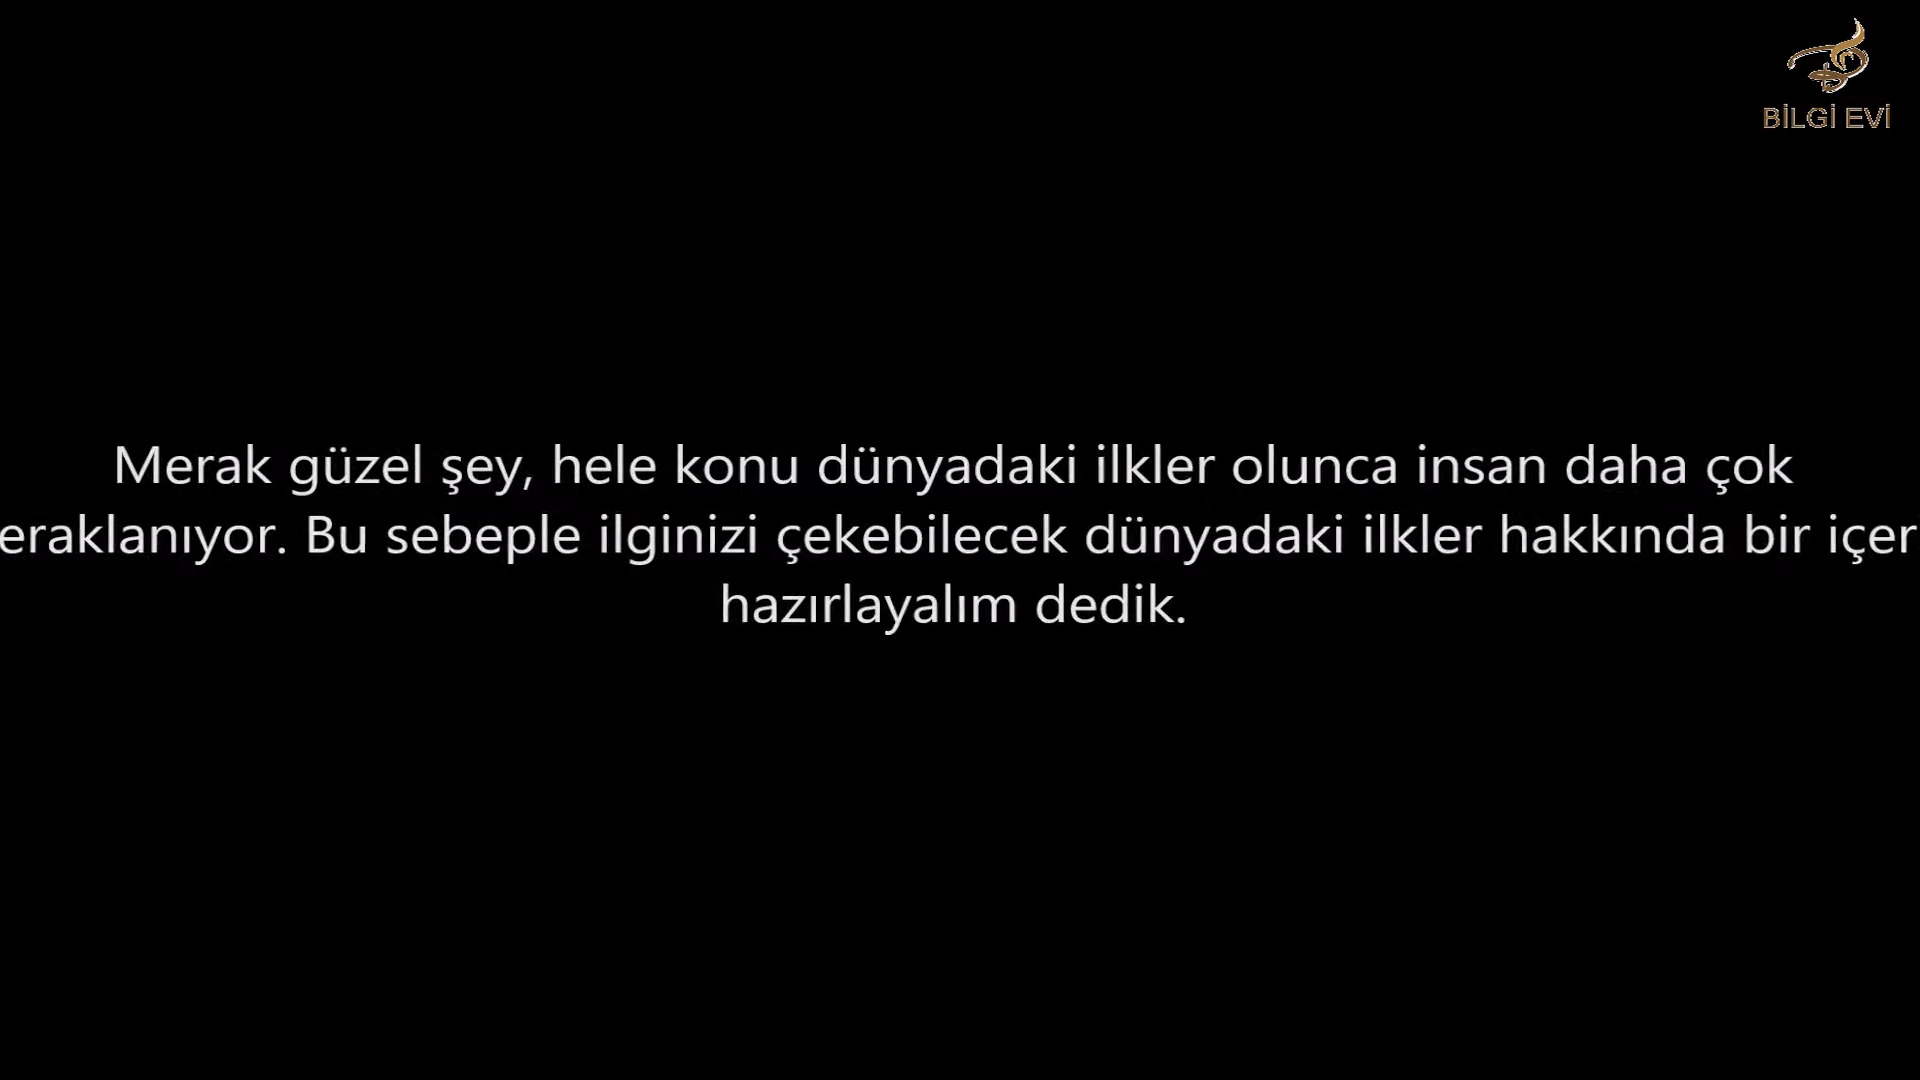 BİLGİ EVİ
Merak güzel şey, hele konu dünyadaki ilkler olunca insan daha çok
eraklanıyor. Bu sebeple ilginizi çekebilecek dünyadaki ilkler hakkında bir içer
hazırlayalım dedik.